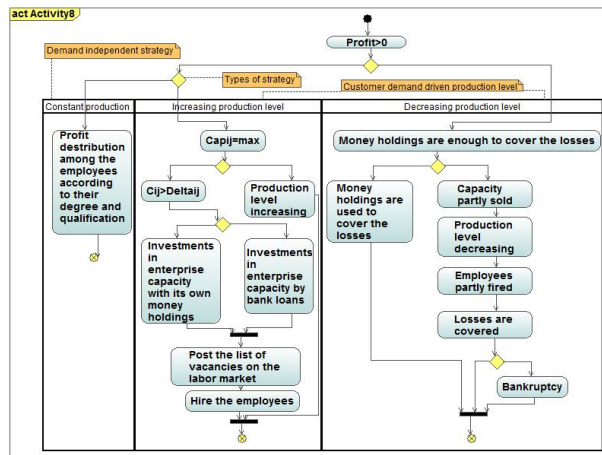 act Activity8
Profit>0
Demand independent strategy
Types of strategy
Customer demand driven production level
Constant production
Increasing production level
Decreasing production level
Profit
destribution
among the
employees
according
to their
degree and
qualification
Capij=max
Cij>Deltaij
Production
level
increasing
Investments
in
enterprise
capacity
with its own
money
holdings
Investments
in
enterprise
capacity by
bank loans
Post the list of
vacancies on the
labor market
Hire the employees
Money holdings are enough to cover the losses
Money
holdings are
used to
cover the
losses
Capacity
partly sold
Production
level
decreasing
Employees
partly fired
Losses are
covered
Bankruptcy